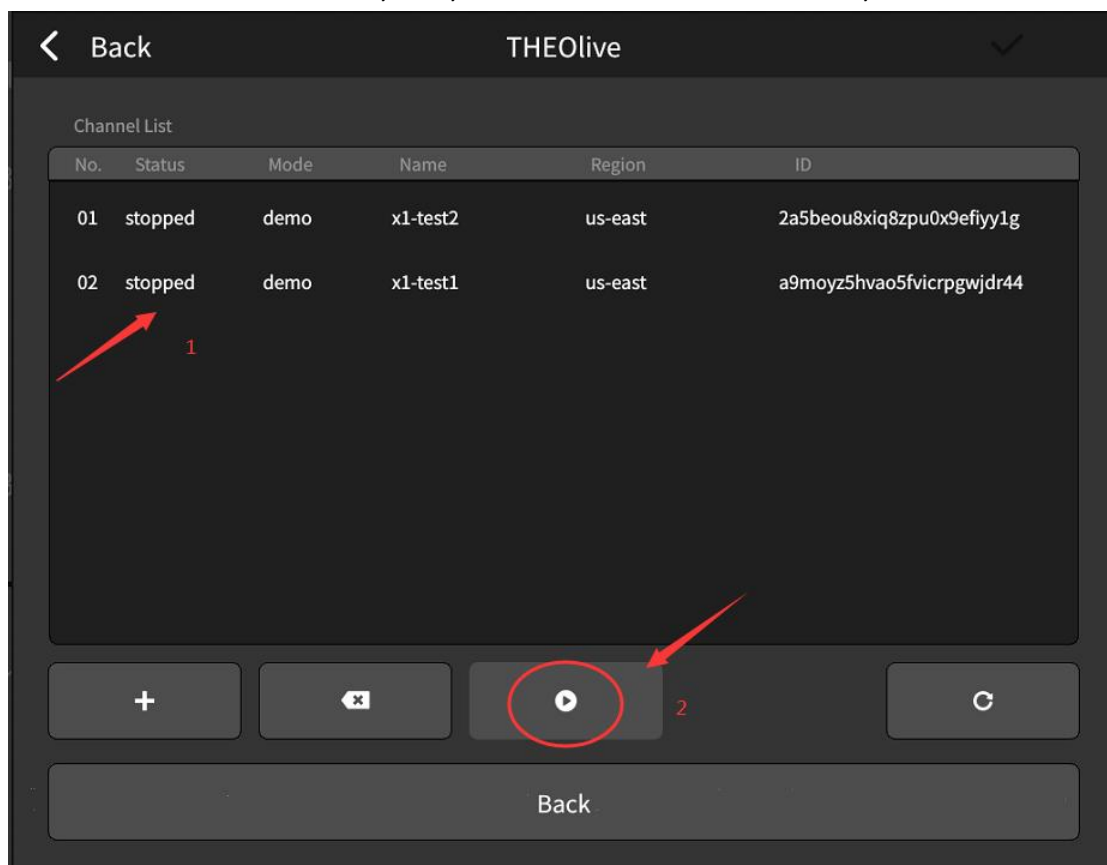 Back THEOlive
Channel List
No. Status Mode Name Region ID
01 stopped demo x1-test2 us-east 2a5beou8xiq8zpu0x9efiyy1g
02 stopped demo x1-test1 us-east a9moyz5hvao5fvicrpgwjdr44
1
+
2
Back